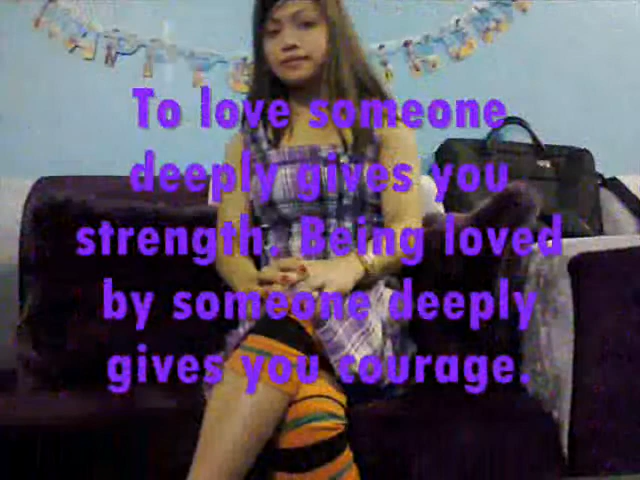 To love someone
deeply gives you
strength. Being loved
by someone deeply
gives you courage.